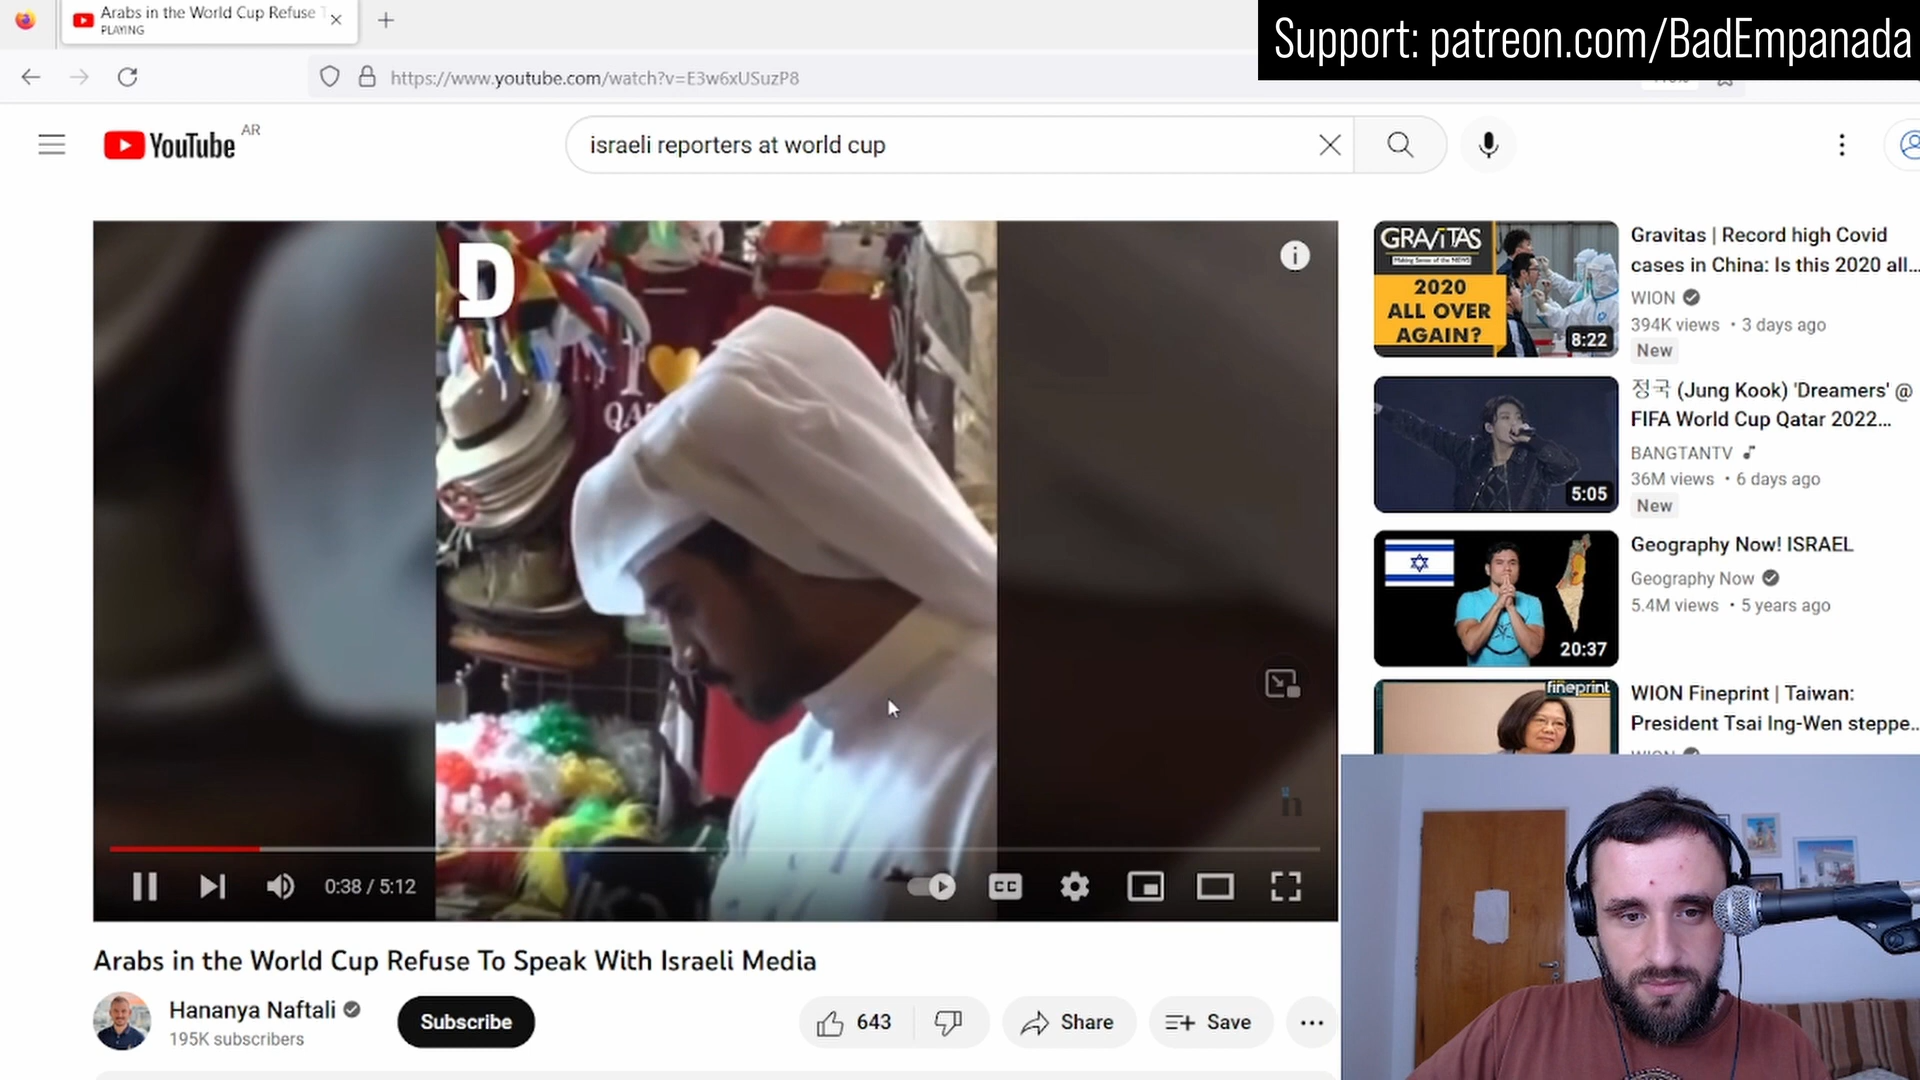 Arabs in the World Cup Refuse T
PLAYING
Support: patreon.com/BadEmpanada
https://www.youtube.com/watch?v=E3w6xUSuzP8
YouTube AR
israeli reporters at world cup
D
I
QA
GRAVITAS
2020
ALL OVER
AGAIN?
8:22
Gravitas | Record high Covid
cases in China: Is this 2020 all...
WION
394K views • 3 days ago
New
5:05
정국 (Jung Kook) 'Dreamers' @
FIFA World Cup Qatar 2022...
BANGTANTV
36M views • 6 days ago
New
20:37
Geography Now! ISRAEL
Geography Now
5.4M views • 5 years ago
fineprint
WION Fineprint | Taiwan:
President Tsai Ing-Wen steppe...
WION
0:38 / 5:12
CC
Arabs in the World Cup Refuse To Speak With Israeli Media
Hananya Naftali
195K subscribers
Subscribe
643
Share
Save